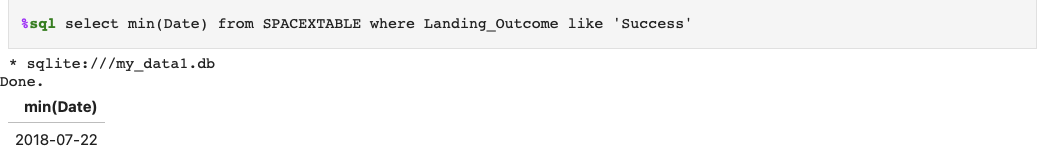 %sql select min(Date) from SPACEXTABLE where Landing_Outcome like 'Success'
* sqlite:///my_data1.db
Done.
min(Date)
2018-07-22